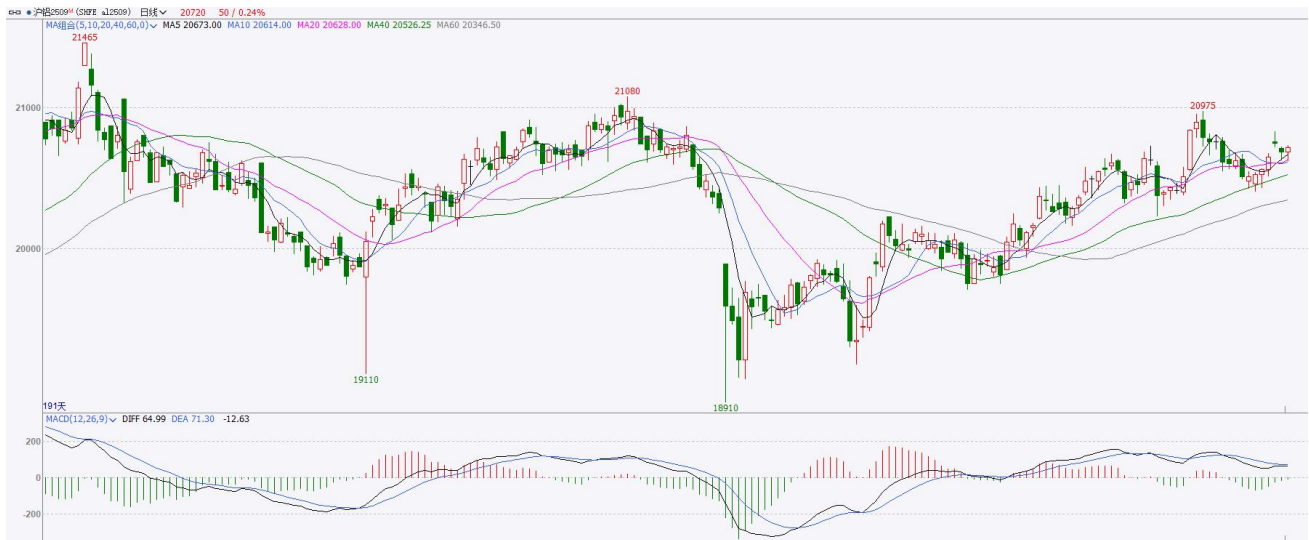 沪铝2509ᴹ (SHFE al2509) 日线 20720 50 / 0.24%
MA组合(5,10,20,40,60,0) MA5 20673.00 MA10 20614.00 MA20 20628.00 MA40 20526.25 MA60 20346.50
21465
21080
20975
21000
20000
19110
18910
191天
MACD(12,26,9) DIFF 64.99 DEA 71.30 -12.63
200
0
-200